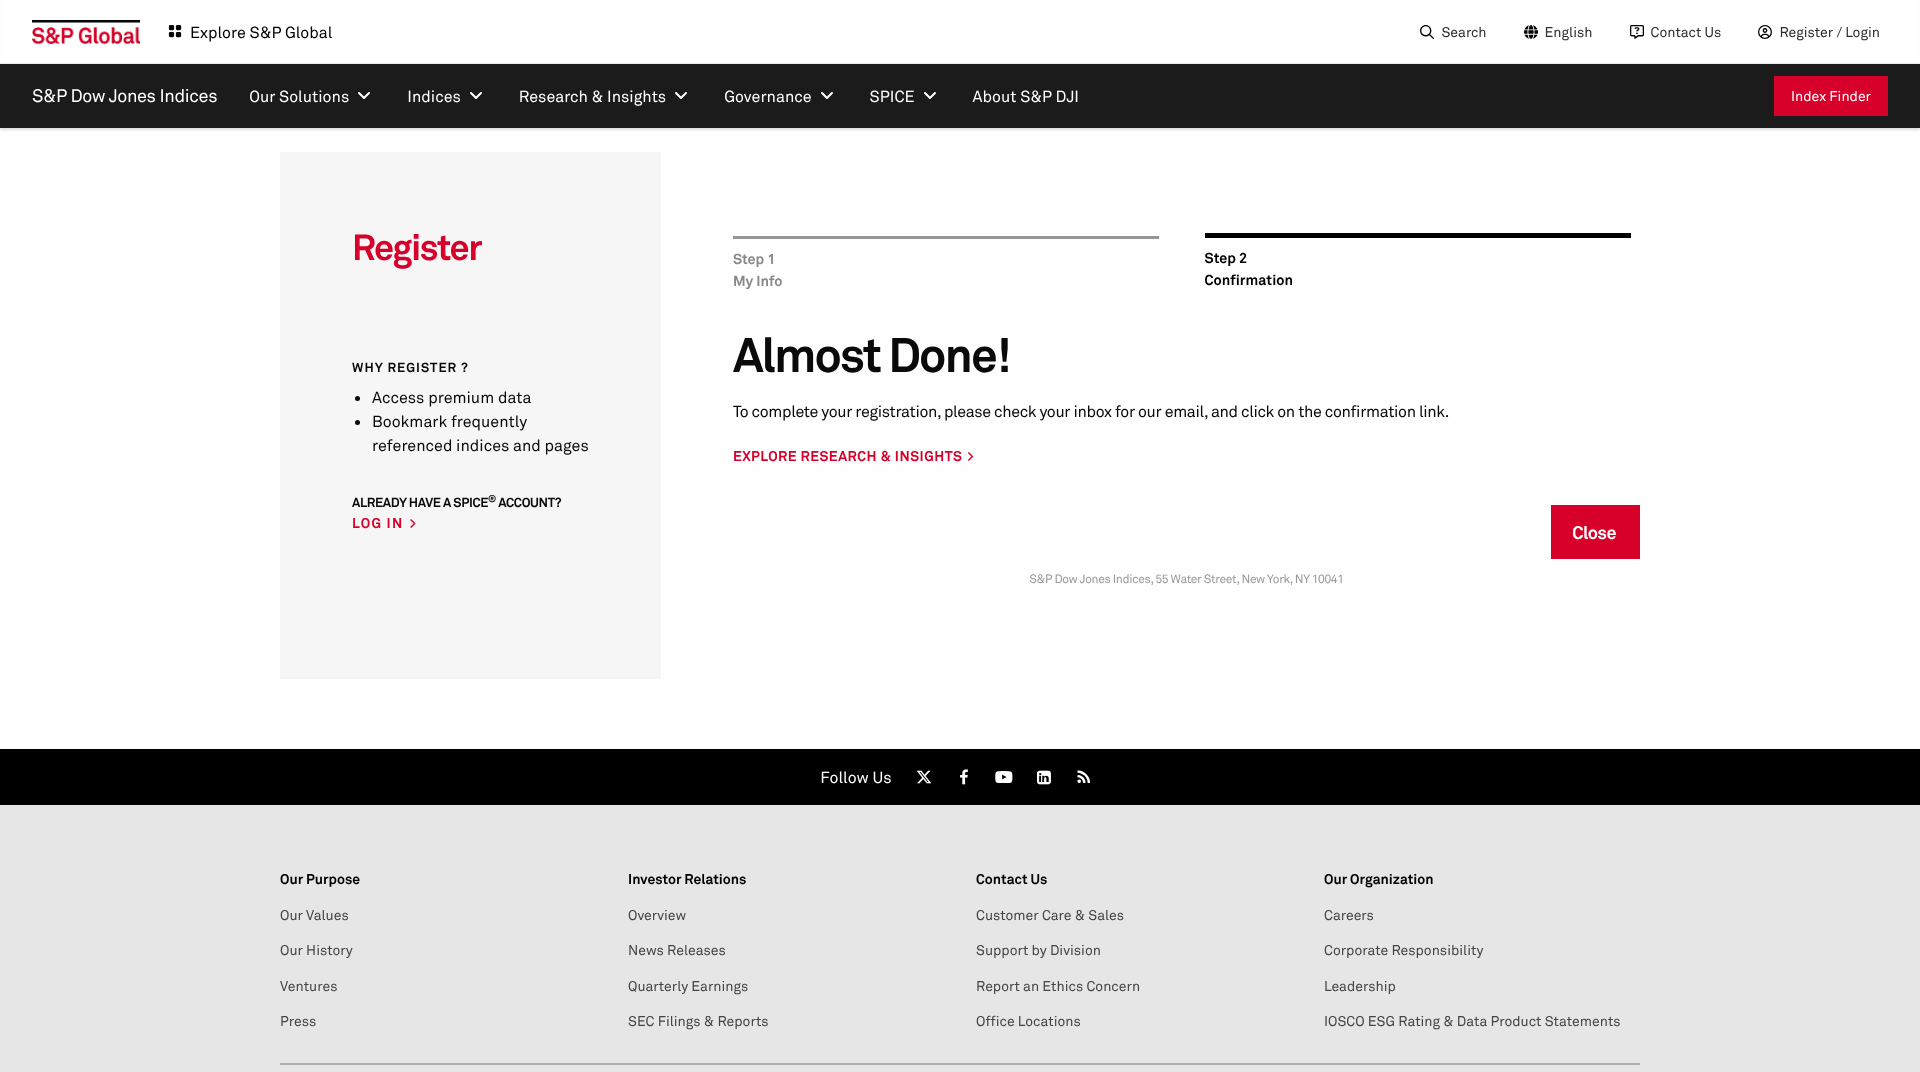 S&P Global
Explore S&P Global
Search
English
Contact Us
Register / Login
S&P Dow Jones Indices
Our Solutions
Indices
Research & Insights
Governance
SPICE
About S&P DJI
Index Finder
Register
WHY REGISTER ?
• Access premium data
• Bookmark frequently
referenced indices and pages
ALREADY HAVE A SPICE® ACCOUNT?
LOG IN >
Step 1
My Info
Step 2
Confirmation
Almost Done!
To complete your registration, please check your inbox for our email, and click on the confirmation link.
EXPLORE RESEARCH & INSIGHTS >
Close
S&P Dow Jones Indices, 55 Water Street, New York, NY 10041
Follow Us
Our Purpose
Our Values
Our History
Ventures
Press
Investor Relations
Overview
News Releases
Quarterly Earnings
SEC Filings & Reports
Contact Us
Customer Care & Sales
Support by Division
Report an Ethics Concern
Office Locations
Our Organization
Careers
Corporate Responsibility
Leadership
IOSCO ESG Rating & Data Product Statements